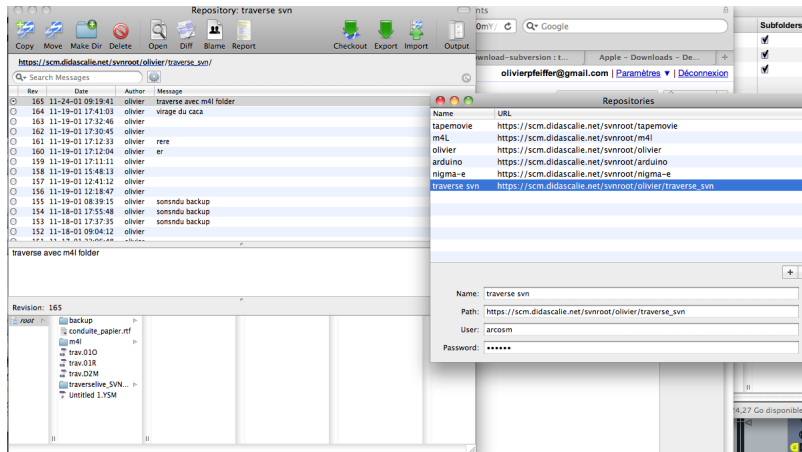 Repository: traverse svn
Copy Move Make Dir Delete Open Diff Blame Report Checkout Export Import Output
https://scm.didascalie.net/svnroot/olivier/traverse_svn/
Search Messages
Rev Date Author Message
165 11-24-01 09:19:41 olivier traverse avec m4l folder
164 11-19-01 17:41:03 olivier virage du caca
163 11-19-01 17:32:46 olivier
162 11-19-01 17:30:45 olivier
161 11-19-01 17:12:33 olivier rere
160 11-19-01 17:12:04 olivier er
159 11-19-01 17:11:11 olivier
158 11-19-01 15:48:13 olivier
157 11-19-01 12:41:12 olivier
156 11-19-01 12:18:47 olivier
155 11-19-01 08:39:15 olivier sonsndu backup
154 11-18-01 17:55:48 olivier sonsndu backup
153 11-18-01 17:37:35 olivier sonsndu backup
152 11-18-01 09:04:12 olivier
traverse avec m4l folder
Revision: 165
root
backup
conduite_papier.rtf
m4l
trav.01O
trav.01R
trav.D2M
traverselive_SVN...
Untitled 1.YSM
nts
0mY/
Google
wnload-subversion : t...
Apple - Downloads - De...
olivierpfeiffer@gmail.com | Paramètres ▼ | Déconnexion
Subfolders
Repositories
Name URL
tapemovie https://scm.didascalie.net/svnroot/tapemovie
m4L https://scm.didascalie.net/svnroot/m4l
olivier https://scm.didascalie.net/svnroot/olivier
arduino https://scm.didascalie.net/svnroot/arduino
nigma-e https://scm.didascalie.net/svnroot/nigma-e
traverse svn https://scm.didascalie.net/svnroot/olivier/traverse_svn
Name: traverse svn
Path: https://scm.didascalie.net/svnroot/olivier/traverse_svn
User: arcosm
Password: ••••••
4,27 Go disponible